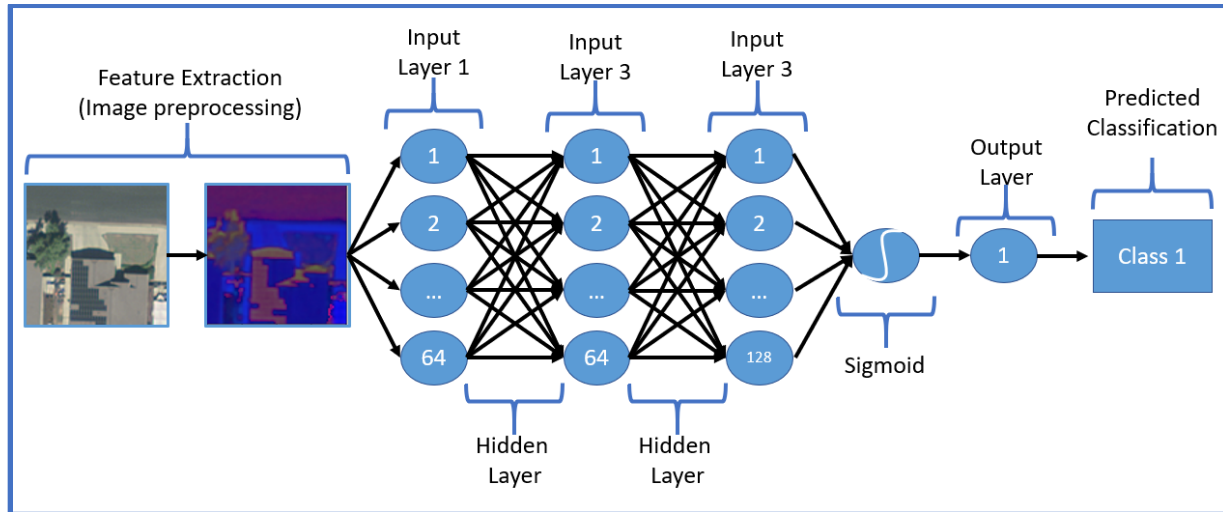 Feature Extraction
(Image preprocessing)
Input
Layer 1
Input
Layer 3
Input
Layer 3
Output
Layer
Predicted
Classification
1
2
...
64
1
2
...
64
1
2
...
128
1
Class 1
Sigmoid
Hidden
Layer
Hidden
Layer